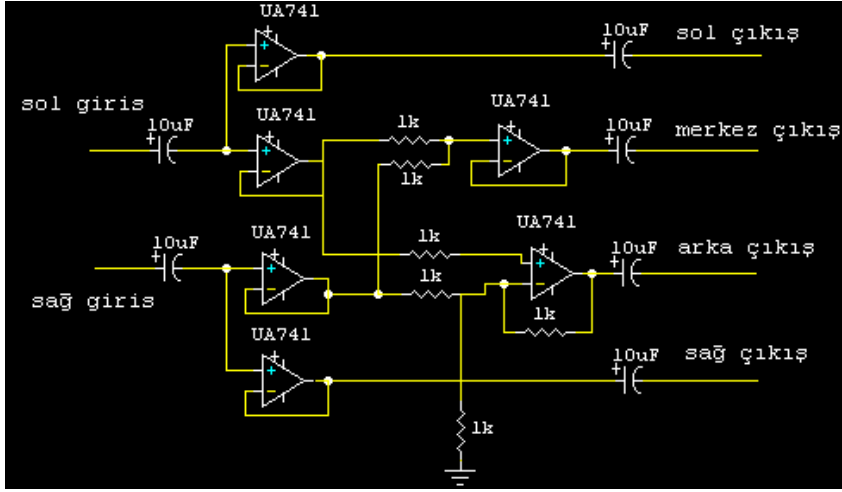 UA741
10uF
sol çıkış
sol giris
10uF
UA741
1k
UA741
10uF
merkez çıkış
1k
10uF
UA741
UA741
1k
10uF
arka çıkış
sağ giris
1k
1k
UA741
10uF
sağ çıkış
1k